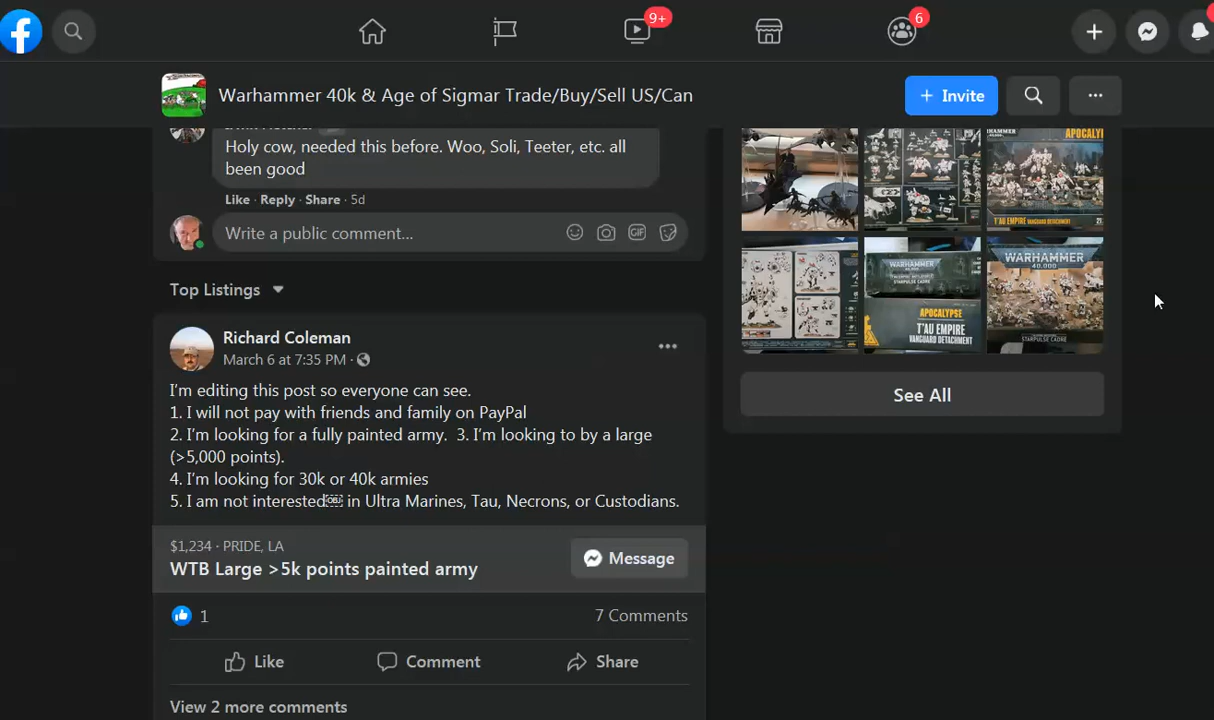 9+
6
Warhammer 40k & Age of Sigmar Trade/Buy/Sell US/Can
+ Invite
Holy cow, needed this before. Woo, Soli, Teeter, etc. all
been good
Like · Reply · Share · 5d
Write a public comment...
GIF
Top Listings
Richard Coleman
March 6 at 7:35 PM ·
I'm editing this post so everyone can see.
1. I will not pay with friends and family on PayPal
2. I'm looking for a fully painted army. 3. I'm looking to by a large
(>5,000 points).
4. I'm looking for 30k or 40k armies
5. I am not interested￼ in Ultra Marines, Tau, Necrons, or Custodians.
$1,234 · PRIDE, LA
WTB Large >5k points painted army
Message
1
7 Comments
Like
Comment
Share
View 2 more comments
APOCALY
T'AU EMPIRE
VANGUARD DETACHMENT
WARHAMMER
APOCALYPSE
T'AU EMPIRE
VANGUARD DETACHMENT
WARHAMMER
40,000
STARPULSE CADRE
See All